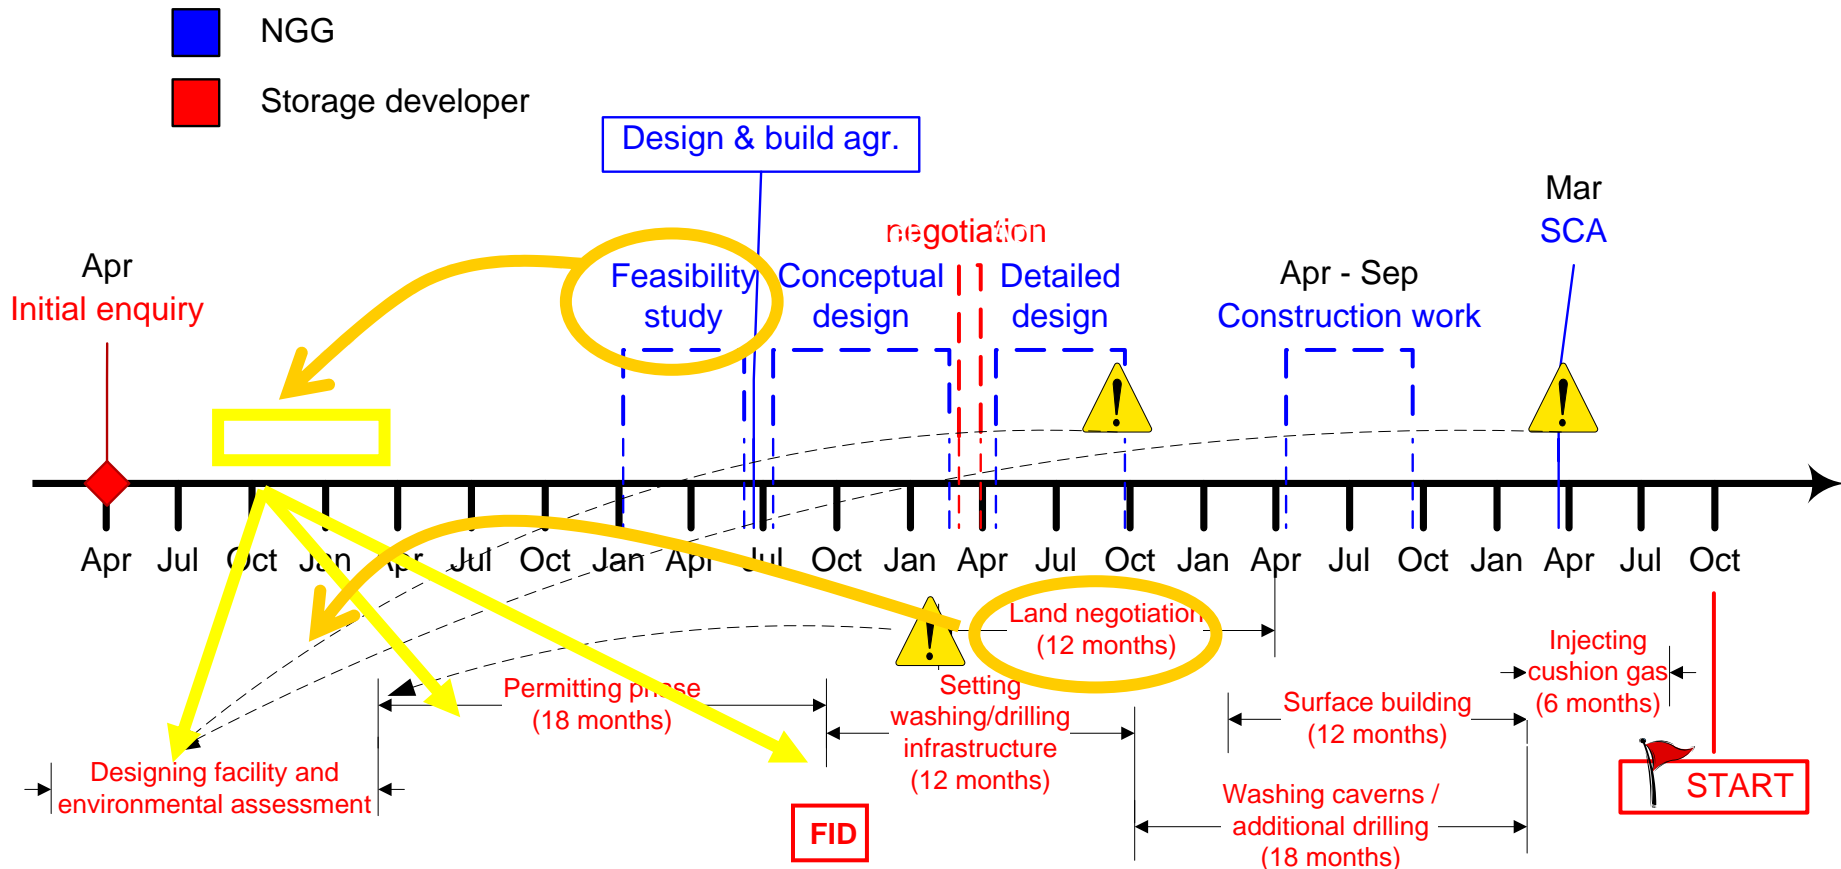 NGG
Storage developer
Design & build agr.
Mar
SCA
negotiation
Apr
Initial enquiry
Feasibility
study
Conceptual
design
Detailed
design
Apr - Sep
Construction work
Apr Jul Oct Jan Apr Jul Oct Jan Apr Jul Oct Jan Apr Jul Oct Jan Apr Jul Oct Jan Apr Jul Oct
Land negotiation
(12 months)
Injecting
cushion gas
(6 months)
Permitting phase
(18 months)
Setting
washing/drilling
infrastructure
(12 months)
Surface building
(12 months)
Designing facility and
environmental assessment
START
Washing caverns /
additional drilling
(18 months)
FID